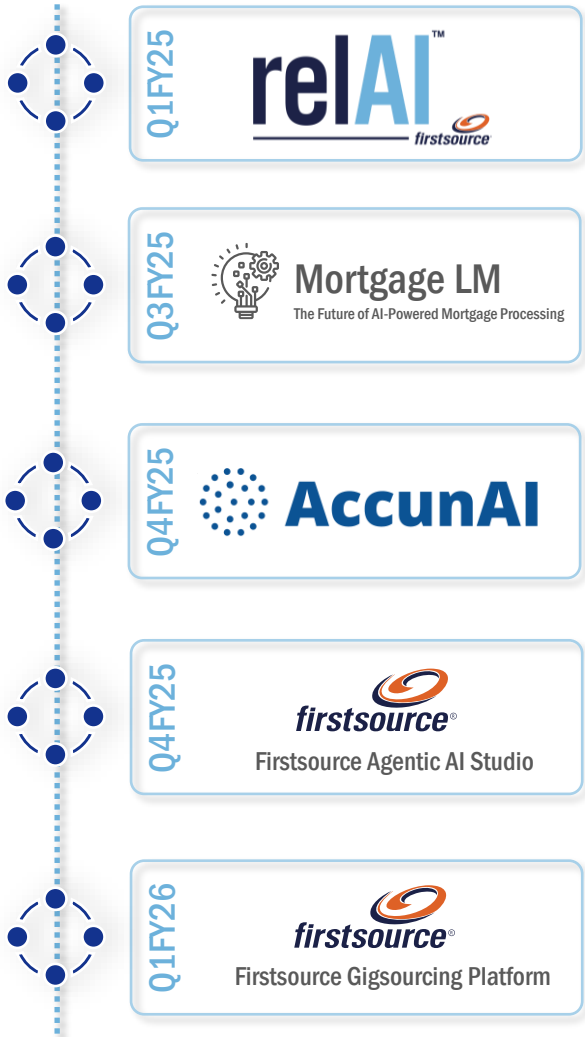 Q1FY25
relAI™
firstsource
Q3FY25
Mortgage LM
The Future of AI-Powered Mortgage Processing
Q4FY25
AccunAI
Q4FY25
firstsource®
Firstsource Agentic AI Studio
Q1FY26
firstsource®
Firstsource Gigsourcing Platform